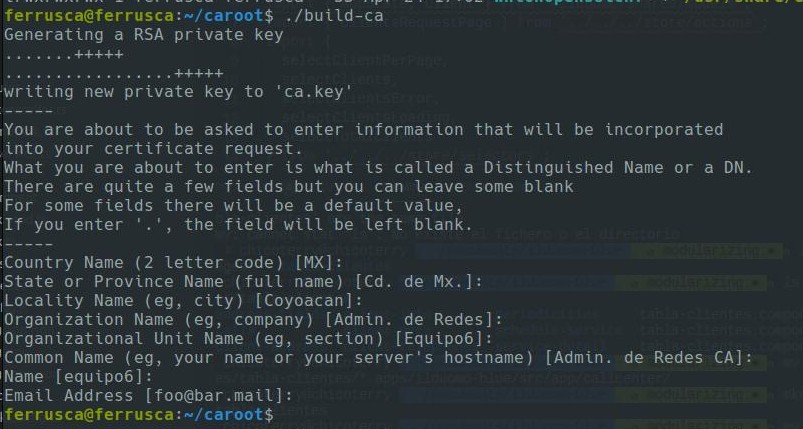 ferrusca@ferrusca:~/caroot$ ./build-ca
Generating a RSA private key
.......+++++
.................+++++
writing new private key to 'ca.key'
-----
You are about to be asked to enter information that will be incorporated
into your certificate request.
What you are about to enter is what is called a Distinguished Name or a DN.
There are quite a few fields but you can leave some blank
For some fields there will be a default value,
If you enter '.', the field will be left blank.
-----
Country Name (2 letter code) [MX]:
State or Province Name (full name) [Cd. de Mx.]:
Locality Name (eg, city) [Coyoacan]:
Organization Name (eg, company) [Admin. de Redes]:
Organizational Unit Name (eg, section) [Equipo6]:
Common Name (eg, your name or your server's hostname) [Admin. de Redes CA]:
Name [equipo6]:
Email Address [foo@bar.mail]:
ferrusca@ferrusca:~/caroot$